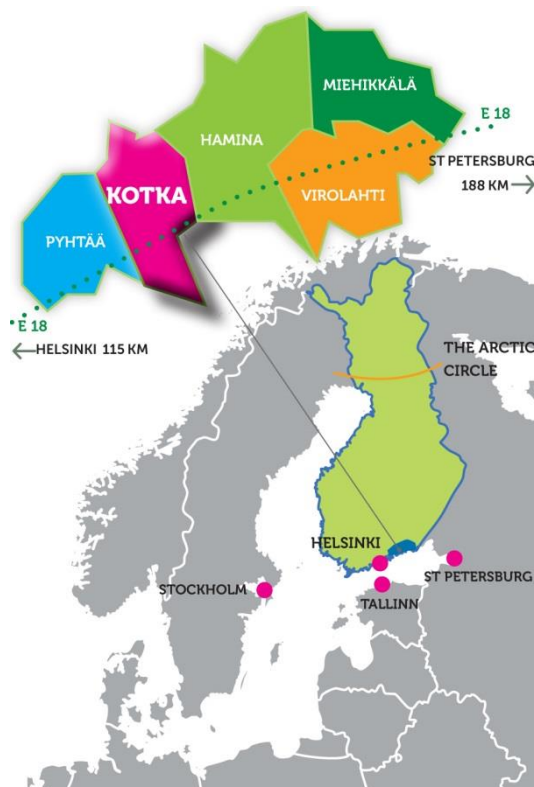 MIEHIKKÄLÄ
E 18
HAMINA
ST PETERSBURG
188 KM
KOTKA
VIROLAHTI
PYHTÄÄ
E 18
HELSINKI 115 KM
THE ARCTIC
CIRCLE
HELSINKI
ST PETERSBURG
STOCKHOLM
TALLINN